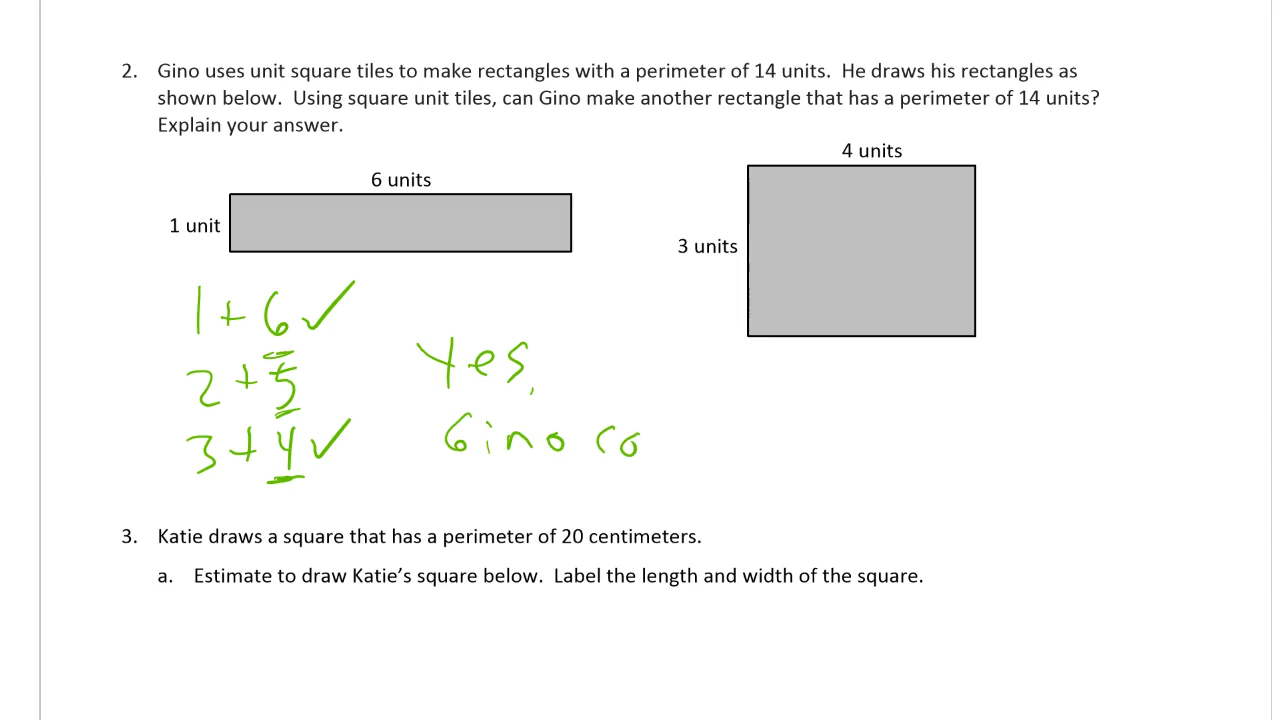 2. Gino uses unit square tiles to make rectangles with a perimeter of 14 units. He draws his rectangles as
shown below. Using square unit tiles, can Gino make another rectangle that has a perimeter of 14 units?
Explain your answer.
4 units
6 units
1 unit
3 units
1 + 6 ✓
2 + 5
3 + 4 ✓
Yes,
Gino co
3. Katie draws a square that has a perimeter of 20 centimeters.
a. Estimate to draw Katie’s square below. Label the length and width of the square.